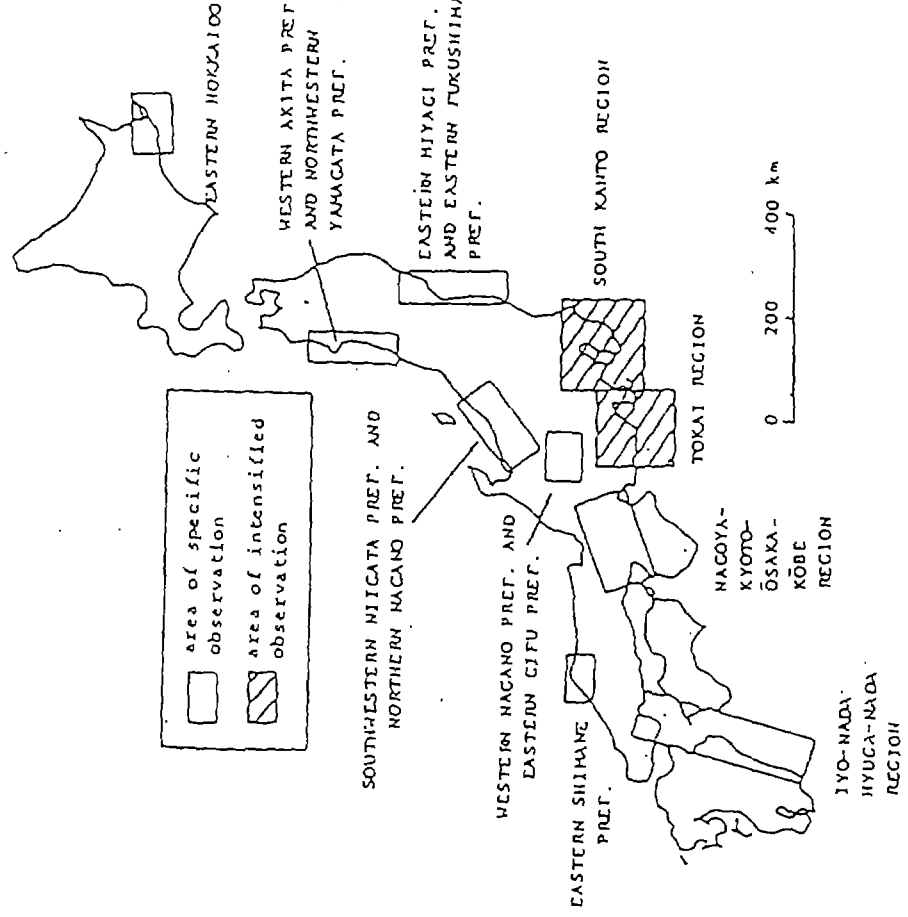 EASTERN HOKKAIDO
WESTERN AKITA PREF.
AND NORTHWESTERN
YAMAGATA PREF.
EASTERN MIYAGI PREF.
AND EASTERN FUKUSHIMA
PREF.
area of specific
observation
area of intensified
observation
SOUTHWESTERN NIIGATA PREF. AND
NORTHERN NAGANO PREF.
SOUTH KANTO REGION
WESTERN NAGANO PREF. AND
EASTERN GIFU PREF.
TOKAI REGION
0 200 400 km
EASTERN SHIMANE
PREF.
NAGOYA-
KYOTO-
ŌSAKA-
KŌBE
REGION
IYO-NADA-
HYUGA-NADA
REGION